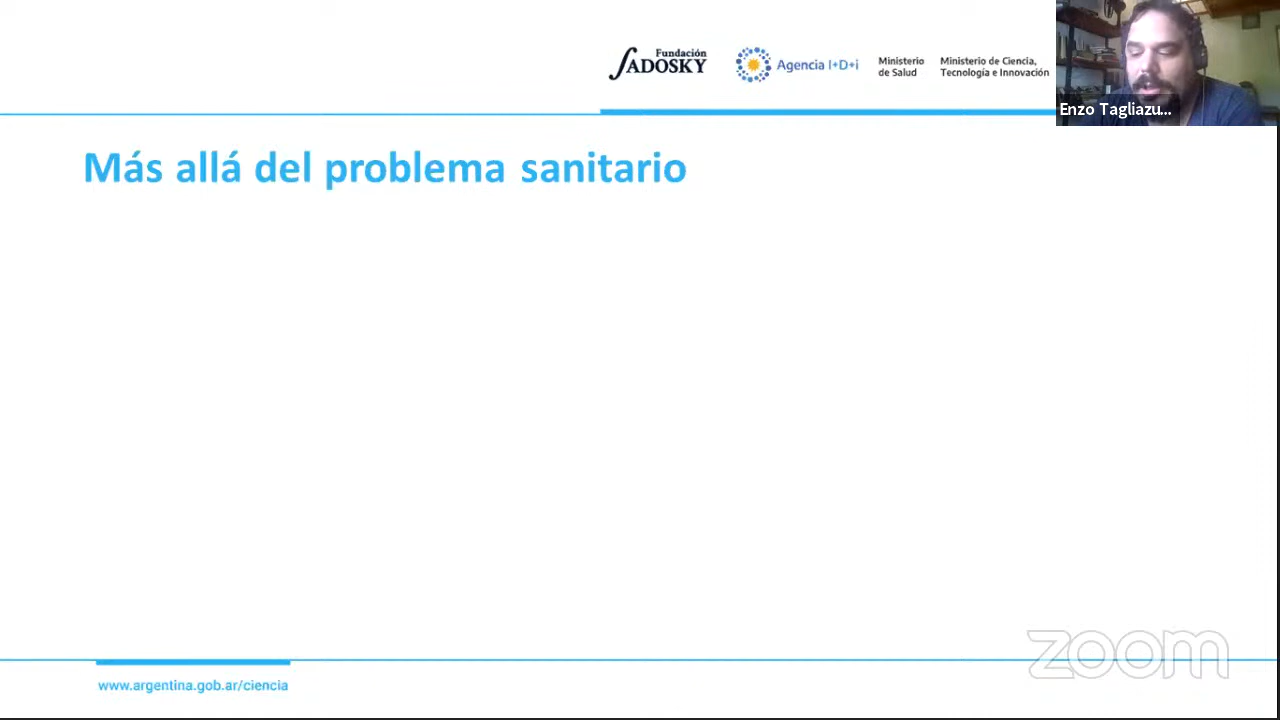 Fundación
SADOSKY
Agencia I+D+i
Ministerio
de Salud
Ministerio de Ciencia,
Tecnología e Innovación
Enzo Tagliazu...
Más allá del problema sanitario
zoom
www.argentina.gob.ar/ciencia